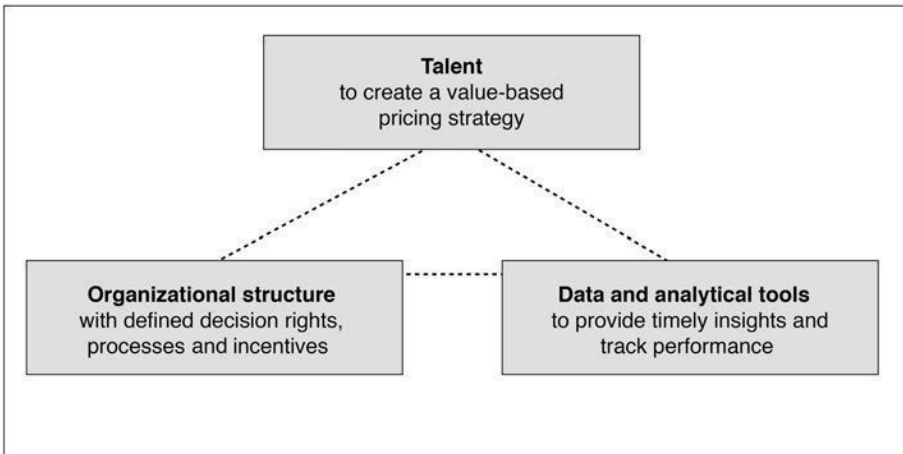 Talent
to create a value-based
pricing strategy
Organizational structure
with defined decision rights,
processes and incentives
Data and analytical tools
to provide timely insights and
track performance